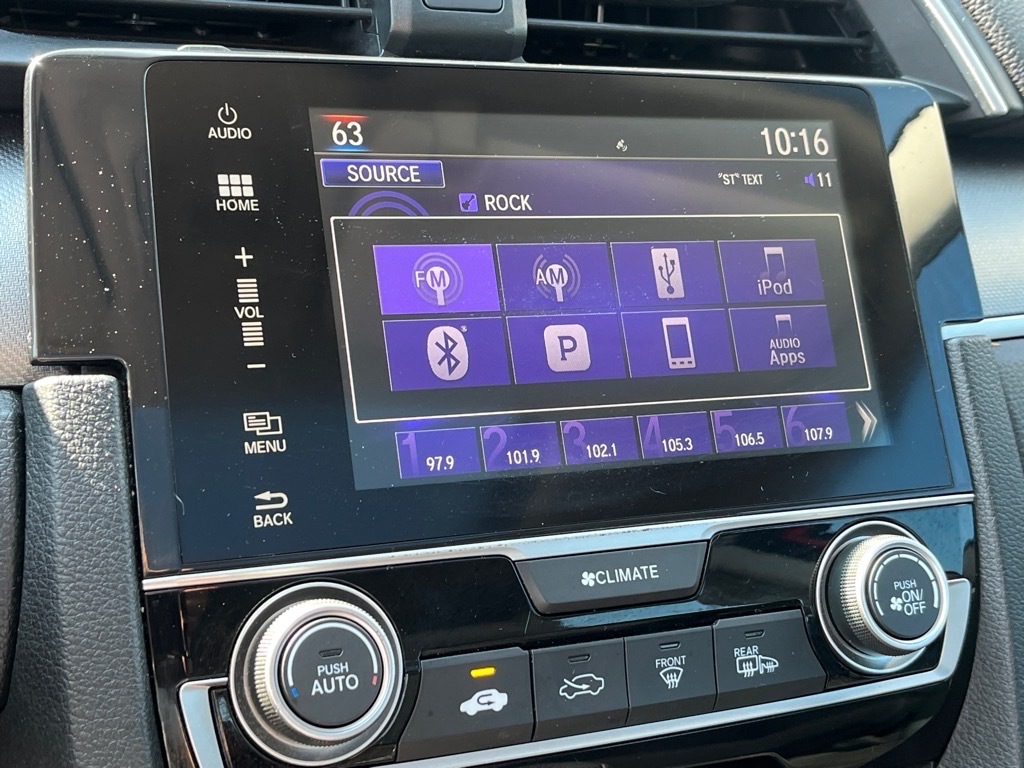 AUDIO
HOME
+
VOL
−
MENU
BACK
63
10:16
SOURCE
"ST" TEXT
11
ROCK
FM
AM
iPod
P
AUDIO
Apps
1 97.9
2 101.9
3 102.1
4 105.3
5 106.5
6 107.9
CLIMATE
PUSH
AUTO
FRONT
REAR
PUSH
ON/
OFF